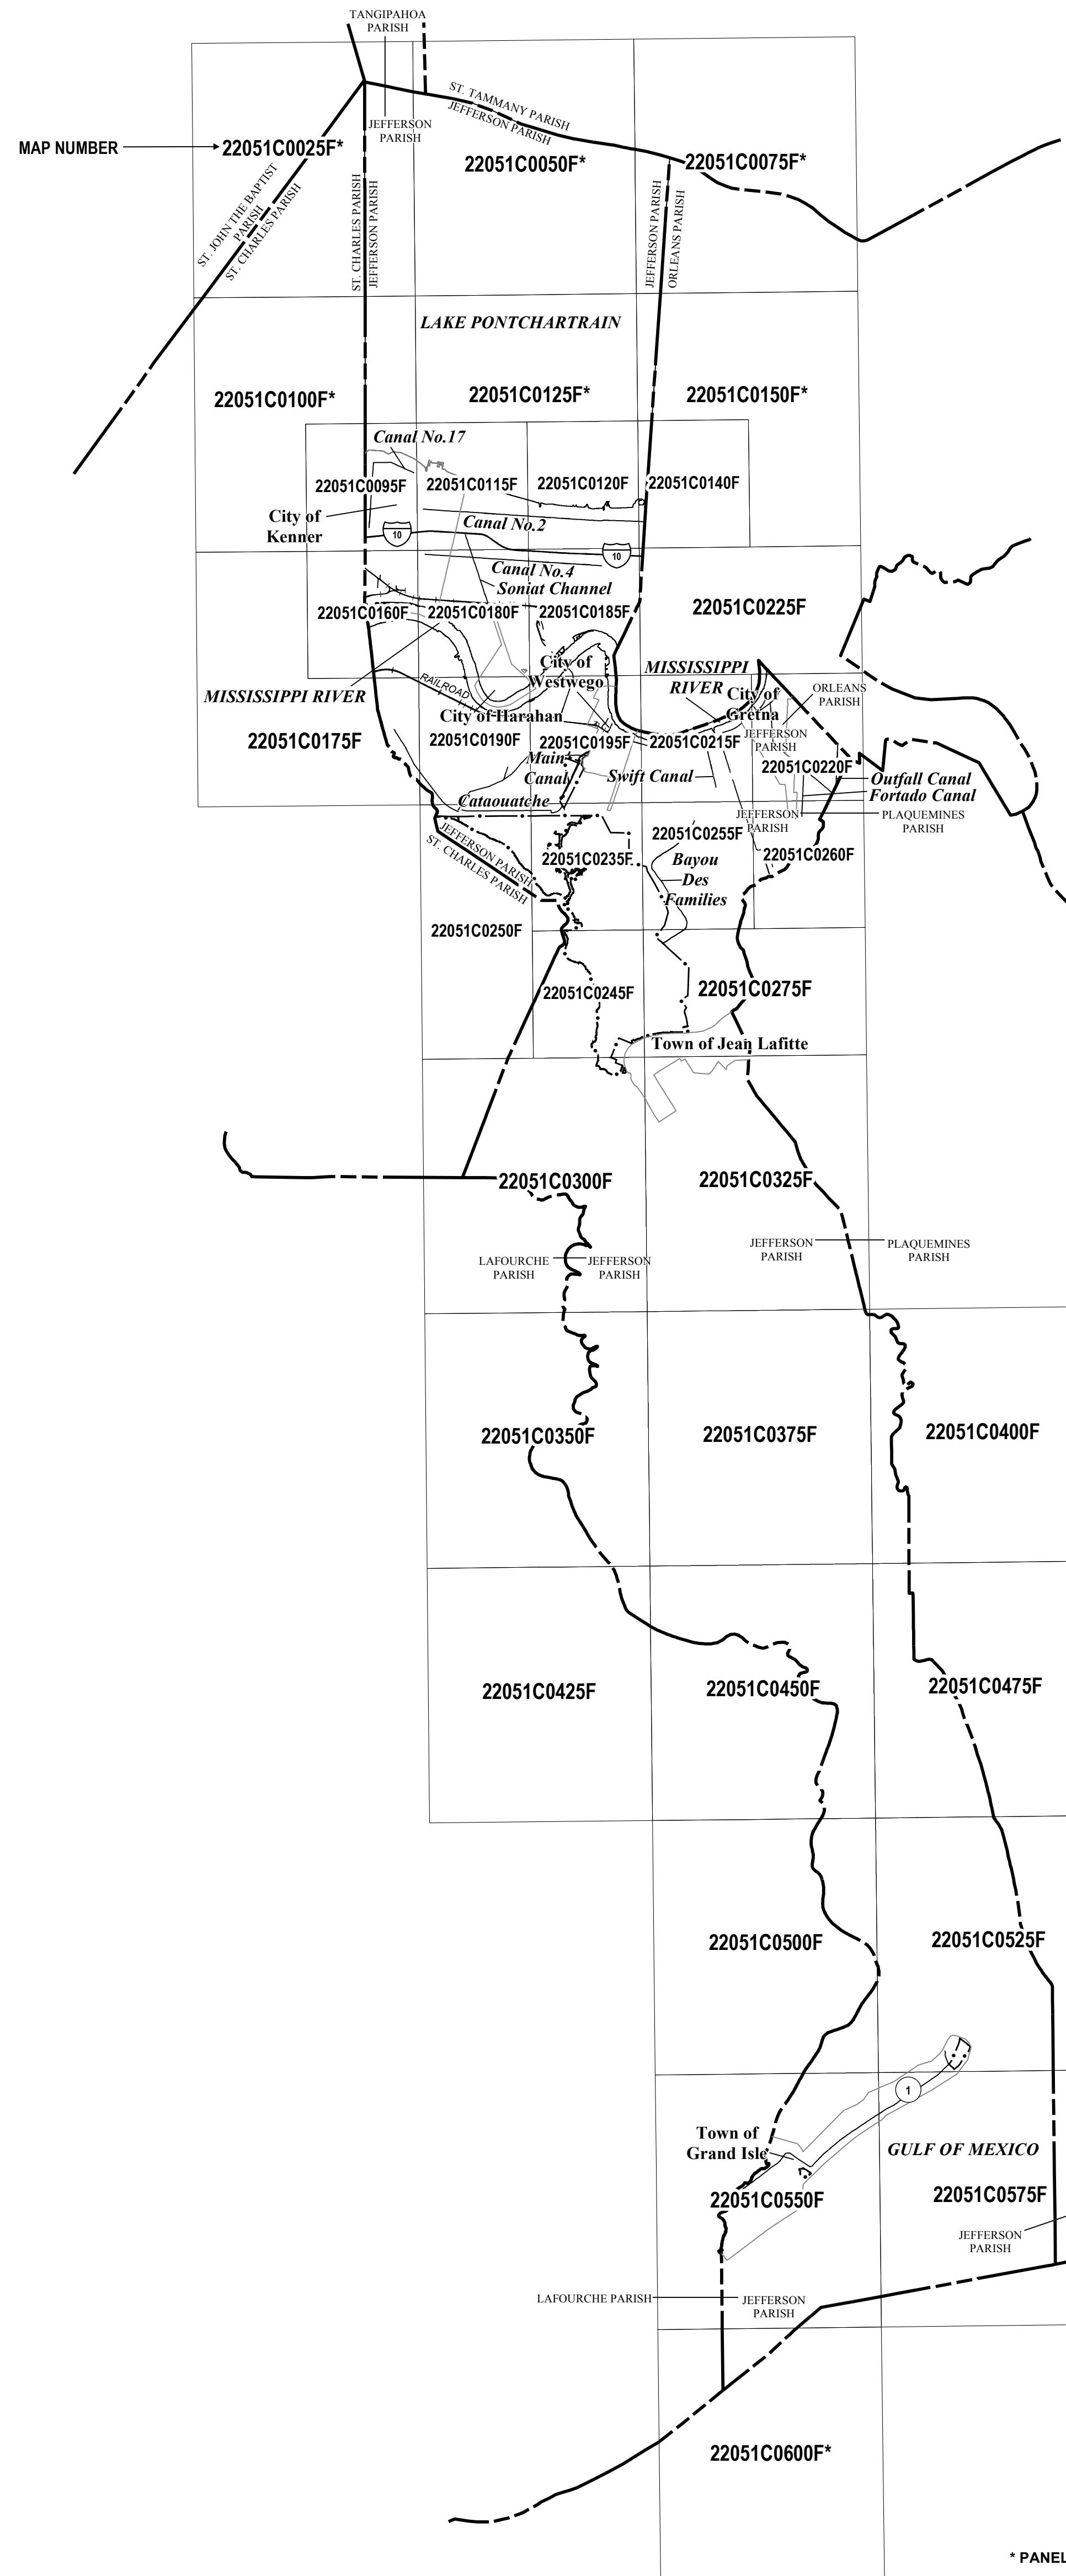 TANGIPAHOA
PARISH
ST. TAMMANY PARISH
JEFFERSON PARISH
JEFFERSON
PARISH
MAP NUMBER
22051C0025F*
22051C0050F*
22051C0075F*
ST. JOHN THE BAPTIST
PARISH
ST. CHARLES PARISH
ST. CHARLES PARISH
JEFFERSON PARISH
JEFFERSON PARISH
ORLEANS PARISH
LAKE PONTCHARTRAIN
22051C0100F*
22051C0125F*
22051C0150F*
Canal No.17
22051C0095F
22051C0115F
22051C0120F
22051C0140F
City of
Kenner
Canal No.2
10
10
Canal No.4
Soniat Channel
22051C0160F
22051C0180F
22051C0185F
22051C0225F
City of
Westwego
MISSISSIPPI
RIVER
RAILROAD
MISSISSIPPI RIVER
City of
Gretna
ORLEANS
PARISH
City of Harahan
22051C0175F
22051C0190F
22051C0195F
22051C0215F
JEFFERSON
PARISH
22051C0220F
Main
Canal
Swift Canal
Outfall Canal
Fortado Canal
Cataouatche
JEFFERSON
PARISH
PLAQUEMINES
PARISH
JEFFERSON PARISH
ST. CHARLES PARISH
22051C0255F
22051C0235F
22051C0260F
Bayou
Des
Families
22051C0250F
22051C0245F
22051C0275F
Town of Jean Lafitte
22051C0300F
22051C0325F
JEFFERSON
PARISH
PLAQUEMINES
PARISH
LAFOURCHE
PARISH
JEFFERSON
PARISH
22051C0350F
22051C0375F
22051C0400F
22051C0425F
22051C0450F
22051C0475F
22051C0500F
22051C0525F
1
Town of
Grand Isle
GULF OF MEXICO
22051C0550F
22051C0575F
JEFFERSON
PARISH
LAFOURCHE PARISH
JEFFERSON
PARISH
22051C0600F*
* PANEL